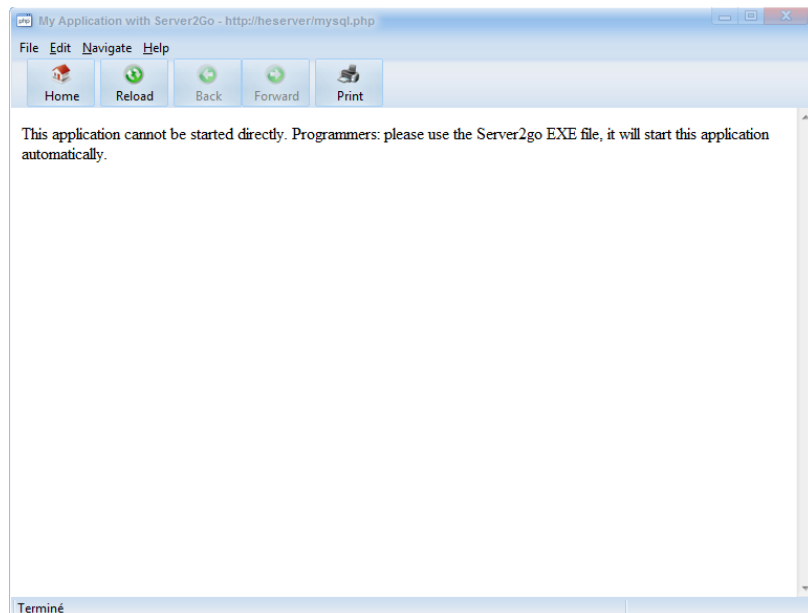 My Application with Server2Go - http://heserver/mysql.php
File Edit Navigate Help
Home Reload Back Forward Print
This application cannot be started directly. Programmers: please use the Server2go EXE file, it will start this application
automatically.
Terminé